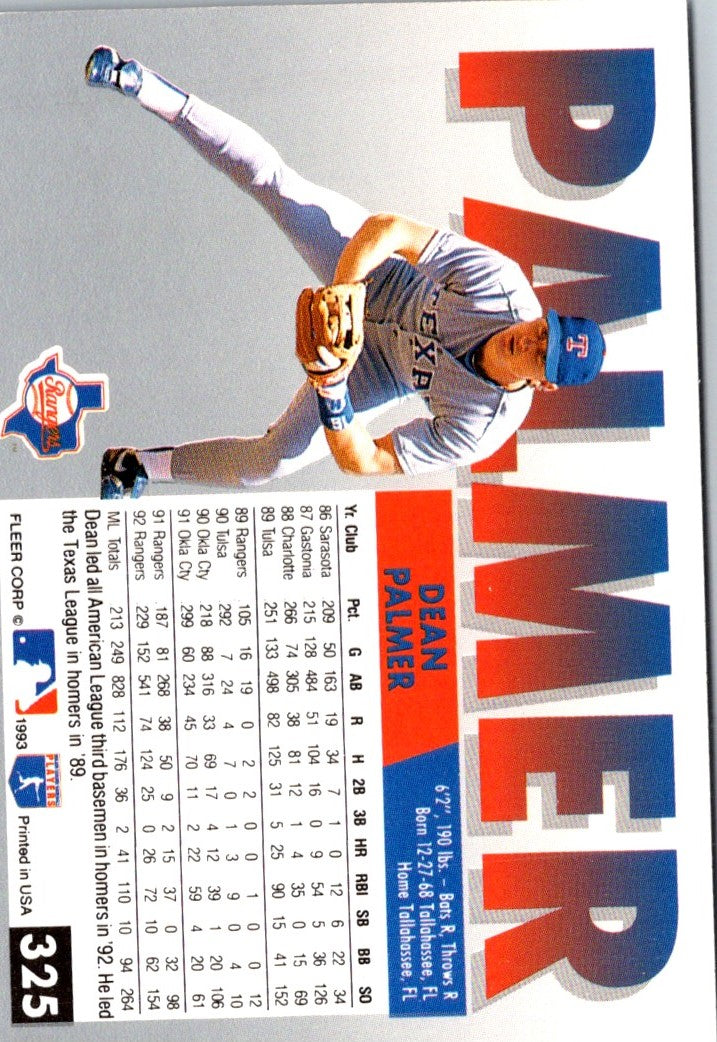 PALMER
TEXA
T
DEAN
PALMER
6'2", 190 lbs. – Bats R, Throws R
Born 12-27-68 Tallahassee, FL
Home Tallahassee, FL
Yr. Club Pct. G AB R H 2B 3B HR RBI SB BB SO
86 Sarasota .209 50 163 19 34 7 1 0 12 6 22 34
87 Gastonia .215 128 484 51 104 16 0 9 54 5 36 126
88 Charlotte .266 74 305 38 81 12 1 4 35 0 15 69
89 Tulsa .251 133 498 82 125 31 5 25 90 15 41 152
89 Rangers .105 16 19 0 2 2 0 0 1 0 0 12
90 Tulsa .292 7 24 4 7 0 1 3 9 0 4 10
90 Okla Cty .218 88 316 33 69 17 4 12 39 1 20 106
91 Okla Cty .299 60 234 45 70 11 2 22 59 4 20 61
91 Rangers .187 81 268 38 50 9 2 15 37 0 32 98
92 Rangers .229 152 541 74 124 25 0 26 72 10 62 154
ML Totals .213 249 828 112 176 36 2 41 110 10 94 264
Dean led all American League third basemen in homers in '92. He led
the Texas League in homers in '89.
Rangers
FLEER CORP © 1993 PLAYERS Printed in USA 325